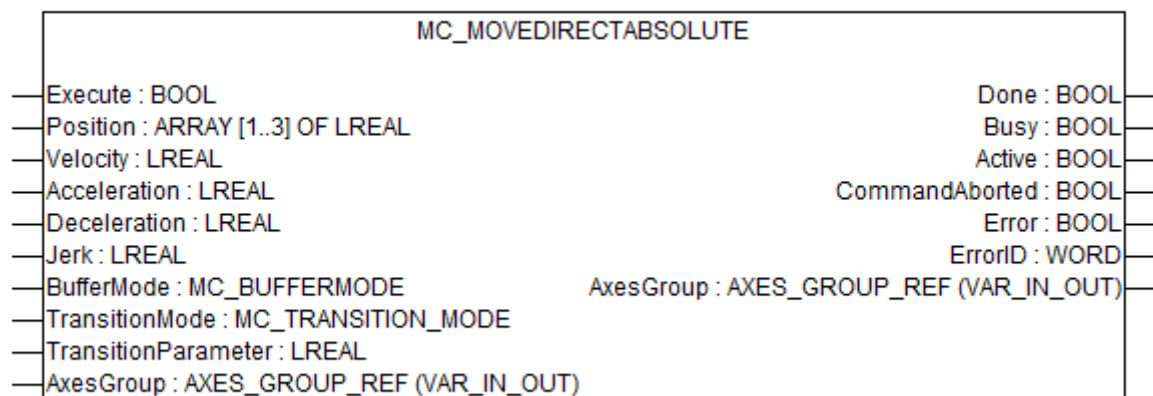 MC_MOVEDIRECTABSOLUTE
Execute : BOOL Done : BOOL
Position : ARRAY [1..3] OF LREAL Busy : BOOL
Velocity : LREAL Active : BOOL
Acceleration : LREAL CommandAborted : BOOL
Deceleration : LREAL Error : BOOL
Jerk : LREAL ErrorID : WORD
BufferMode : MC_BUFFERMODE AxesGroup : AXES_GROUP_REF (VAR_IN_OUT)
TransitionMode : MC_TRANSITION_MODE
TransitionParameter : LREAL
AxesGroup : AXES_GROUP_REF (VAR_IN_OUT)